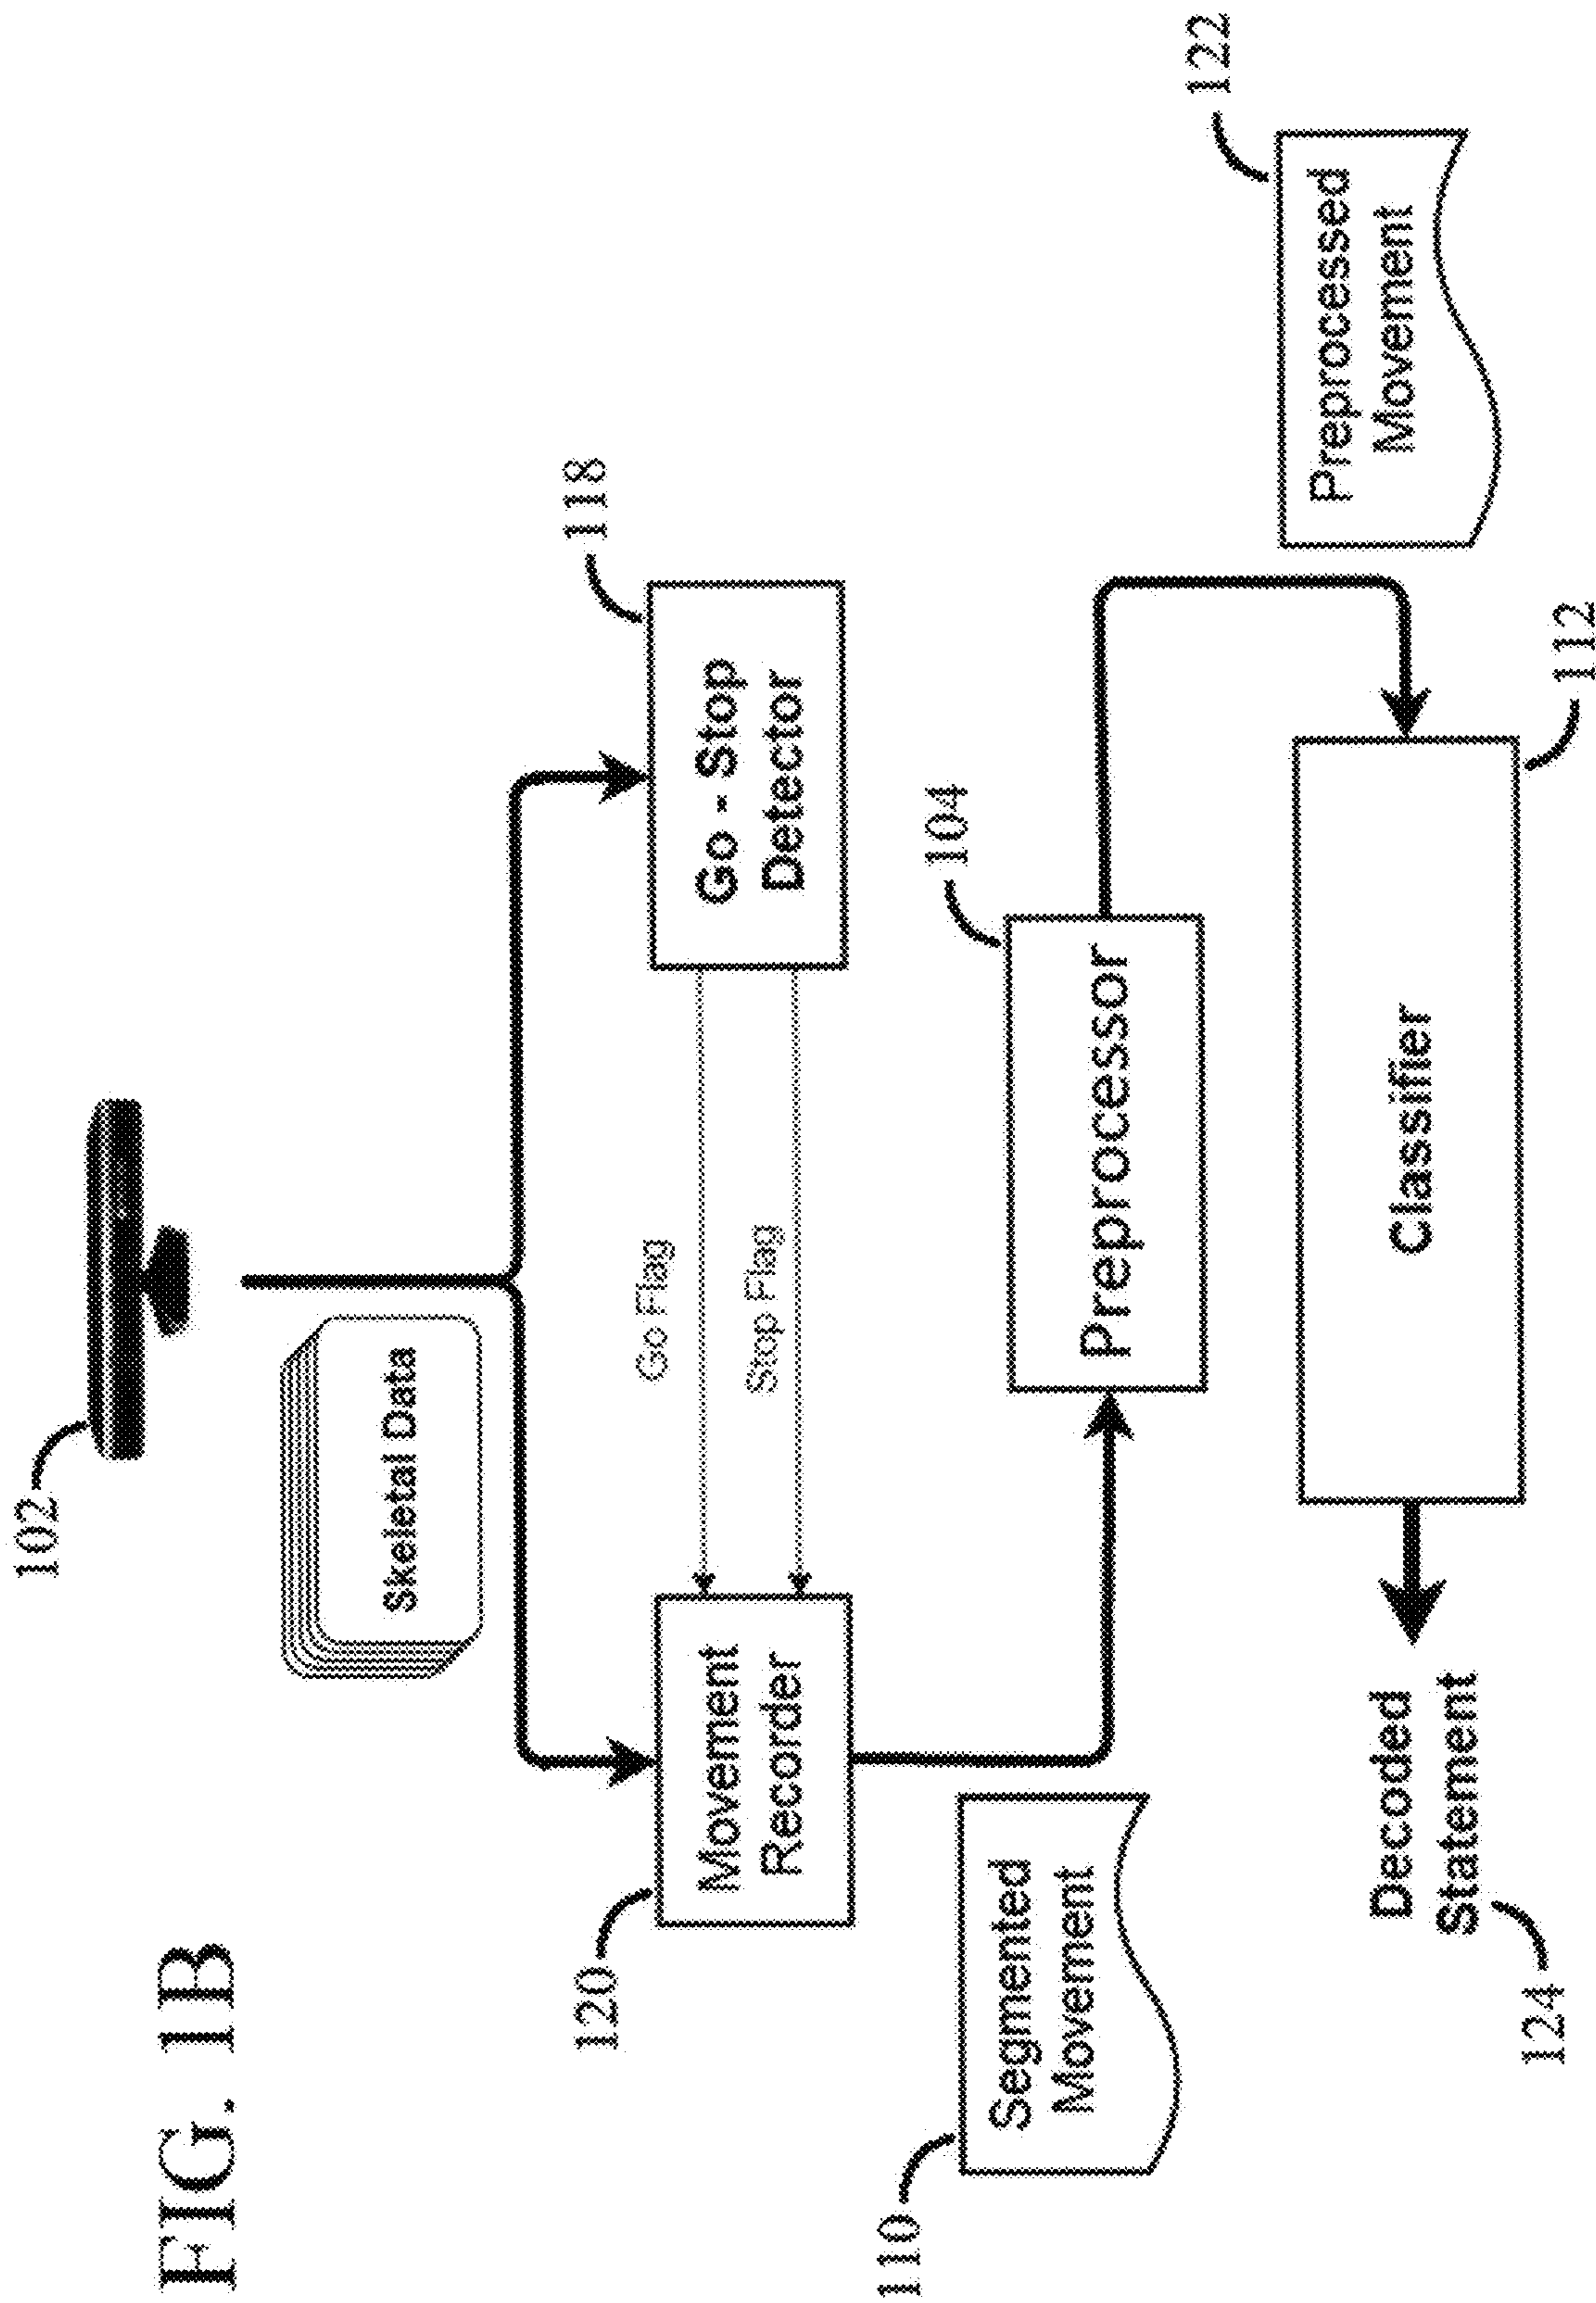 FIG. 1B
102
Skeletal Data
120
Movement
Recorder
Go Flag
Stop Flag
118
Go - Stop
Detector
110
Segmented
Movement
104
Preprocessor
122
Preprocessed
Movement
112
Classifier
Decoded
Statement
124